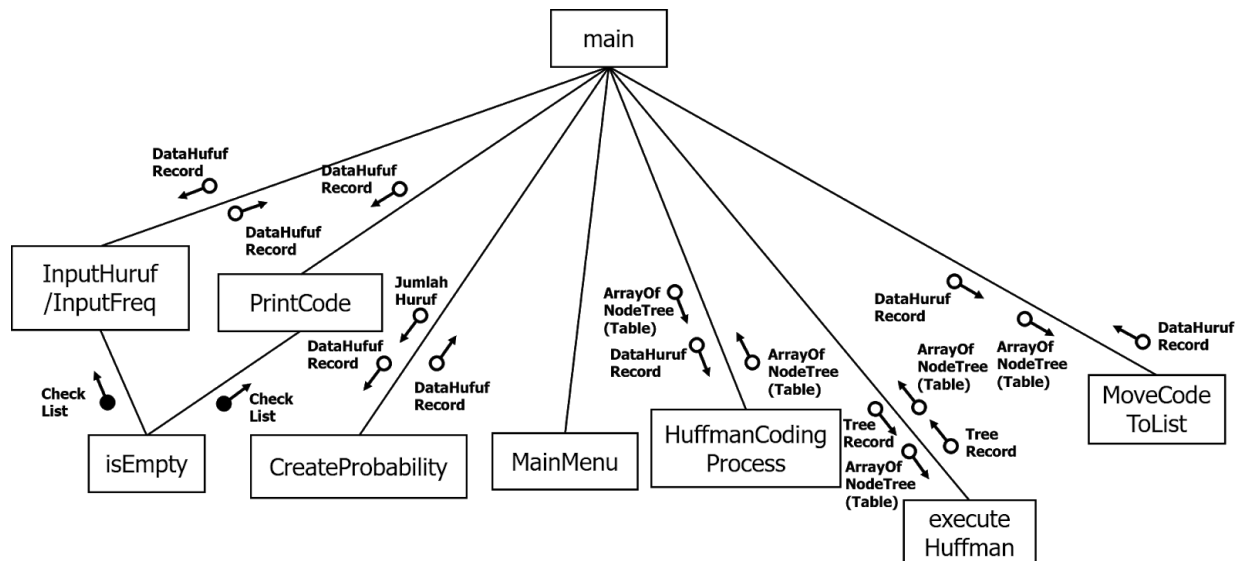 main
DataHufuf
Record
DataHufuf
Record
DataHufuf
Record
InputHuruf
/InputFreq
PrintCode
Jumlah
Huruf
DataHufuf
Record
DataHufuf
Record
ArrayOf
NodeTree
(Table)
DataHuruf
Record
ArrayOf
NodeTree
(Table)
DataHuruf
Record
ArrayOf
NodeTree
(Table)
DataHuruf
Record
ArrayOf
NodeTree
(Table)
Check
List
Check
List
isEmpty
CreateProbability
MainMenu
HuffmanCoding
Process
Tree
Record
ArrayOf
NodeTree
(Table)
Tree
Record
MoveCode
ToList
execute
Huffman